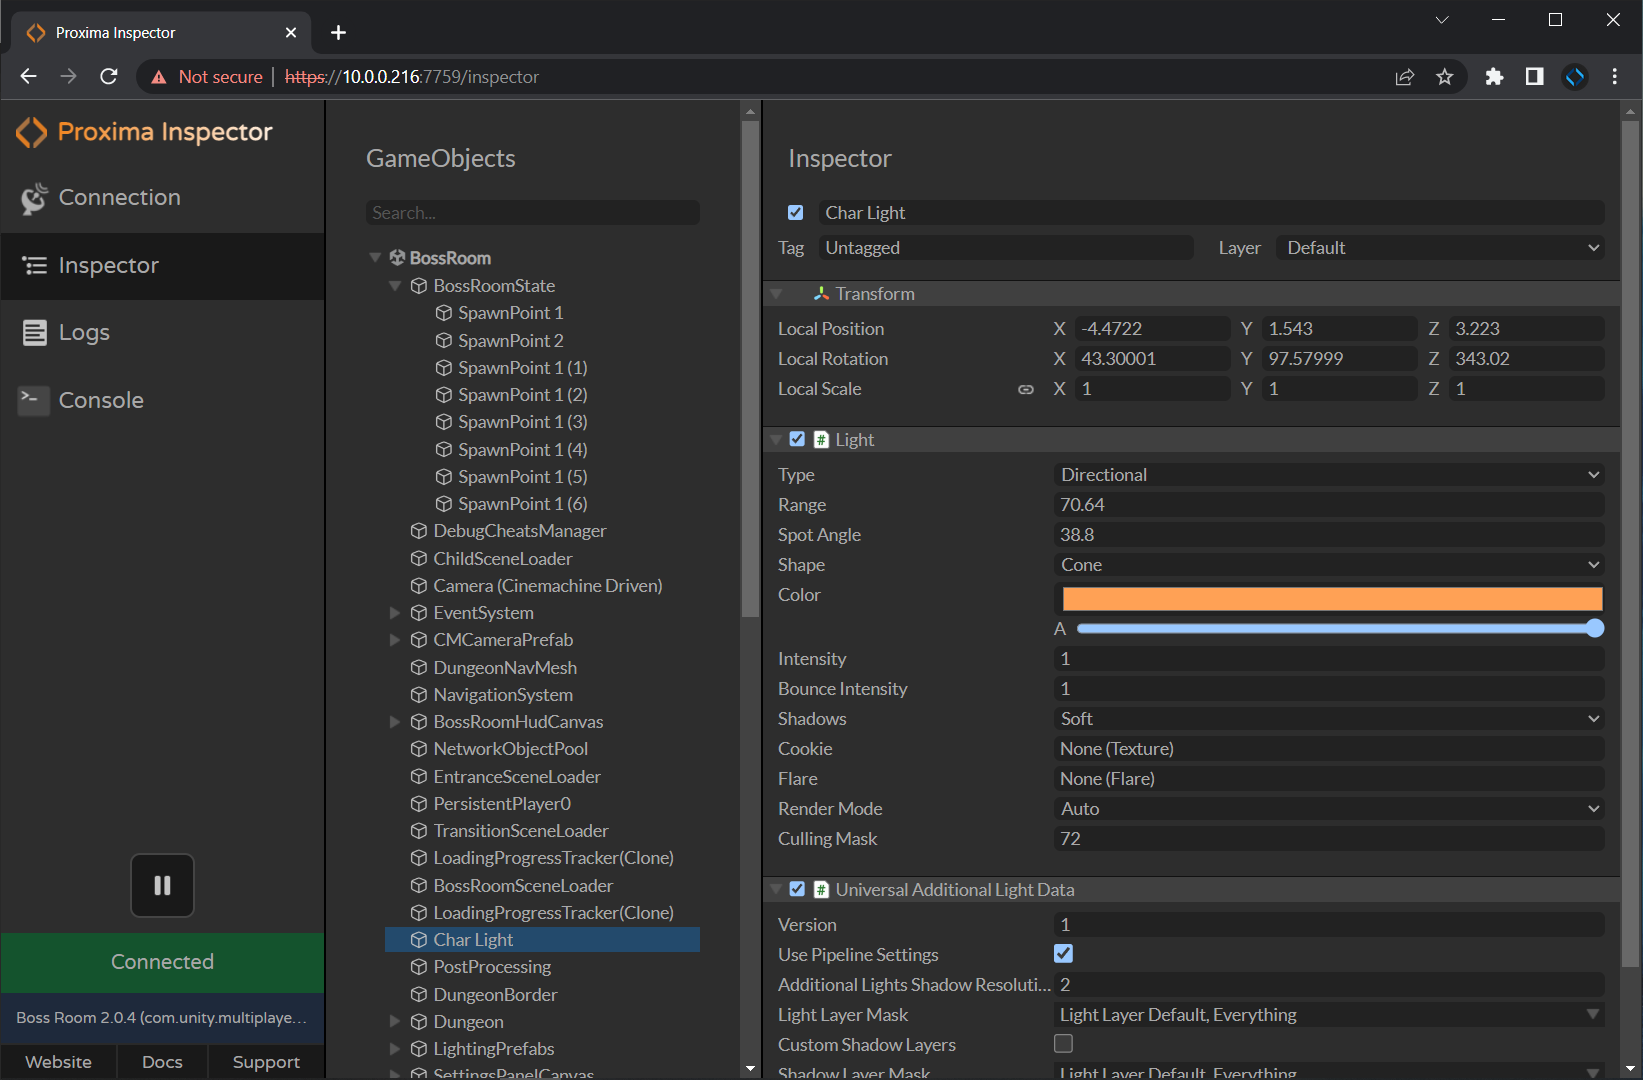 Proxima Inspector
Not secure
https://10.0.0.216:7759/inspector
Proxima Inspector
Connection
Inspector
Logs
Console
Connected
Boss Room 2.0.4 (com.unity.multiplaye...
Website
Docs
Support
GameObjects
Search...
BossRoom
BossRoomState
SpawnPoint 1
SpawnPoint 2
SpawnPoint 1 (1)
SpawnPoint 1 (2)
SpawnPoint 1 (3)
SpawnPoint 1 (4)
SpawnPoint 1 (5)
SpawnPoint 1 (6)
DebugCheatsManager
ChildSceneLoader
Camera (Cinemachine Driven)
EventSystem
CMCameraPrefab
DungeonNavMesh
NavigationSystem
BossRoomHudCanvas
NetworkObjectPool
EntranceSceneLoader
PersistentPlayer0
TransitionSceneLoader
LoadingProgressTracker(Clone)
BossRoomSceneLoader
LoadingProgressTracker(Clone)
Char Light
PostProcessing
DungeonBorder
Dungeon
LightingPrefabs
SettingsPanelCanvas
Inspector
Char Light
Tag Untagged Layer Default
Transform
Local Position X -4.4722 Y 1.543 Z 3.223
Local Rotation X 43.30001 Y 97.57999 Z 343.02
Local Scale X 1 Y 1 Z 1
# Light
Type Directional
Range 70.64
Spot Angle 38.8
Shape Cone
Color
A
Intensity 1
Bounce Intensity 1
Shadows Soft
Cookie None (Texture)
Flare None (Flare)
Render Mode Auto
Culling Mask 72
# Universal Additional Light Data
Version 1
Use Pipeline Settings
Additional Lights Shadow Resoluti... 2
Light Layer Mask Light Layer Default, Everything
Custom Shadow Layers
Shadow Layer Mask Light Layer Default, Everything